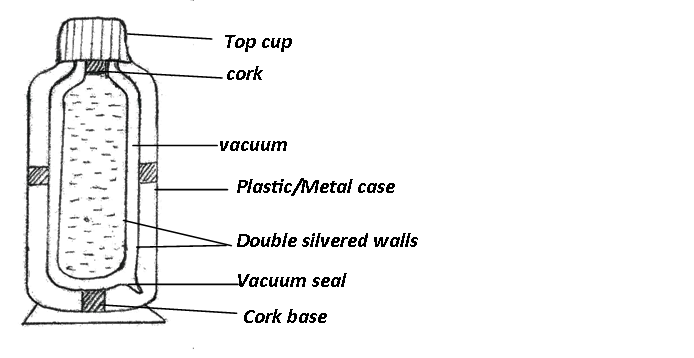 Top cup
cork
vacuum
Plastic/Metal case
Double silvered walls
Vacuum seal
Cork base